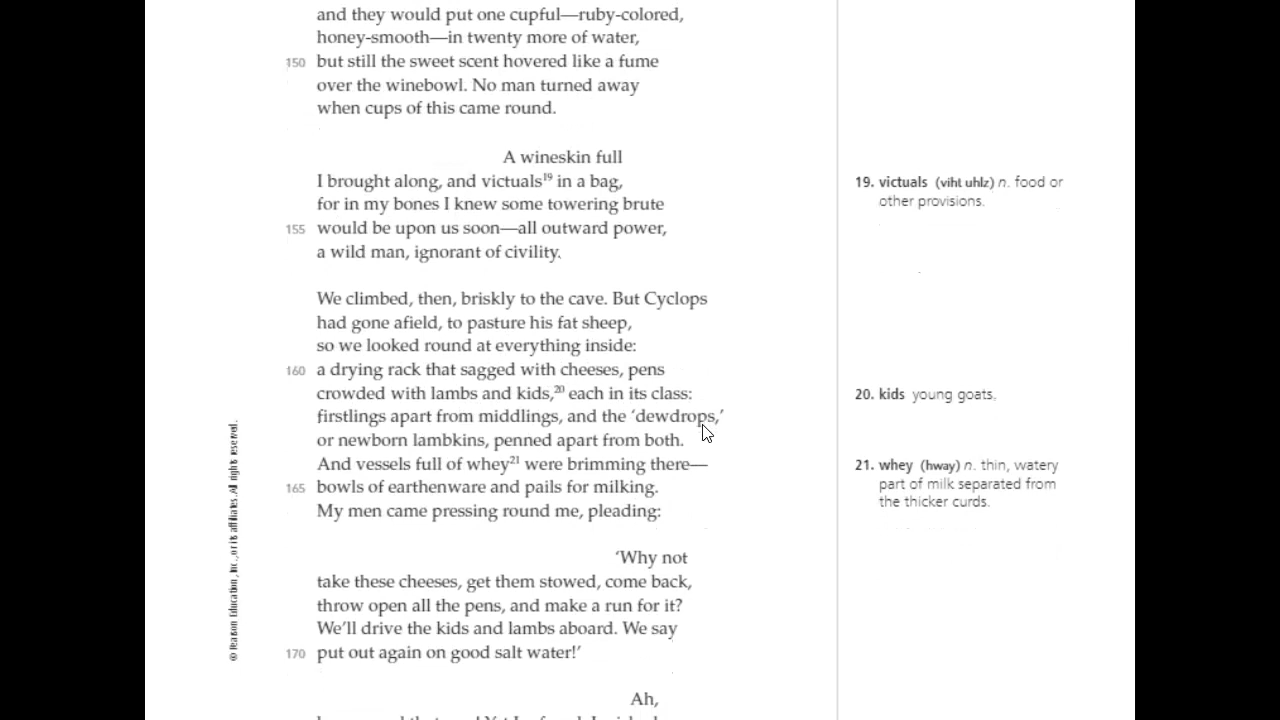 and they would put one cupful—ruby-colored,
honey-smooth—in twenty more of water,
150 but still the sweet scent hovered like a fume
over the winebowl. No man turned away
when cups of this came round.
A wineskin full
I brought along, and victuals19 in a bag,
for in my bones I knew some towering brute
155 would be upon us soon—all outward power,
a wild man, ignorant of civility.
We climbed, then, briskly to the cave. But Cyclops
had gone afield, to pasture his fat sheep,
so we looked round at everything inside:
160 a drying rack that sagged with cheeses, pens
crowded with lambs and kids,20 each in its class:
firstlings apart from middlings, and the ‘dewdrops,’
or newborn lambkins, penned apart from both.
And vessels full of whey21 were brimming there—
165 bowls of earthenware and pails for milking.
My men came pressing round me, pleading:
‘Why not
take these cheeses, get them stowed, come back,
throw open all the pens, and make a run for it?
We’ll drive the kids and lambs aboard. We say
170 put out again on good salt water!’
Ah,
19. victuals (viht uhlz) n. food or
other provisions.
20. kids young goats.
21. whey (hway) n. thin, watery
part of milk separated from
the thicker curds.
© Pearson Education, Inc., or its affiliates. All rights reserved.